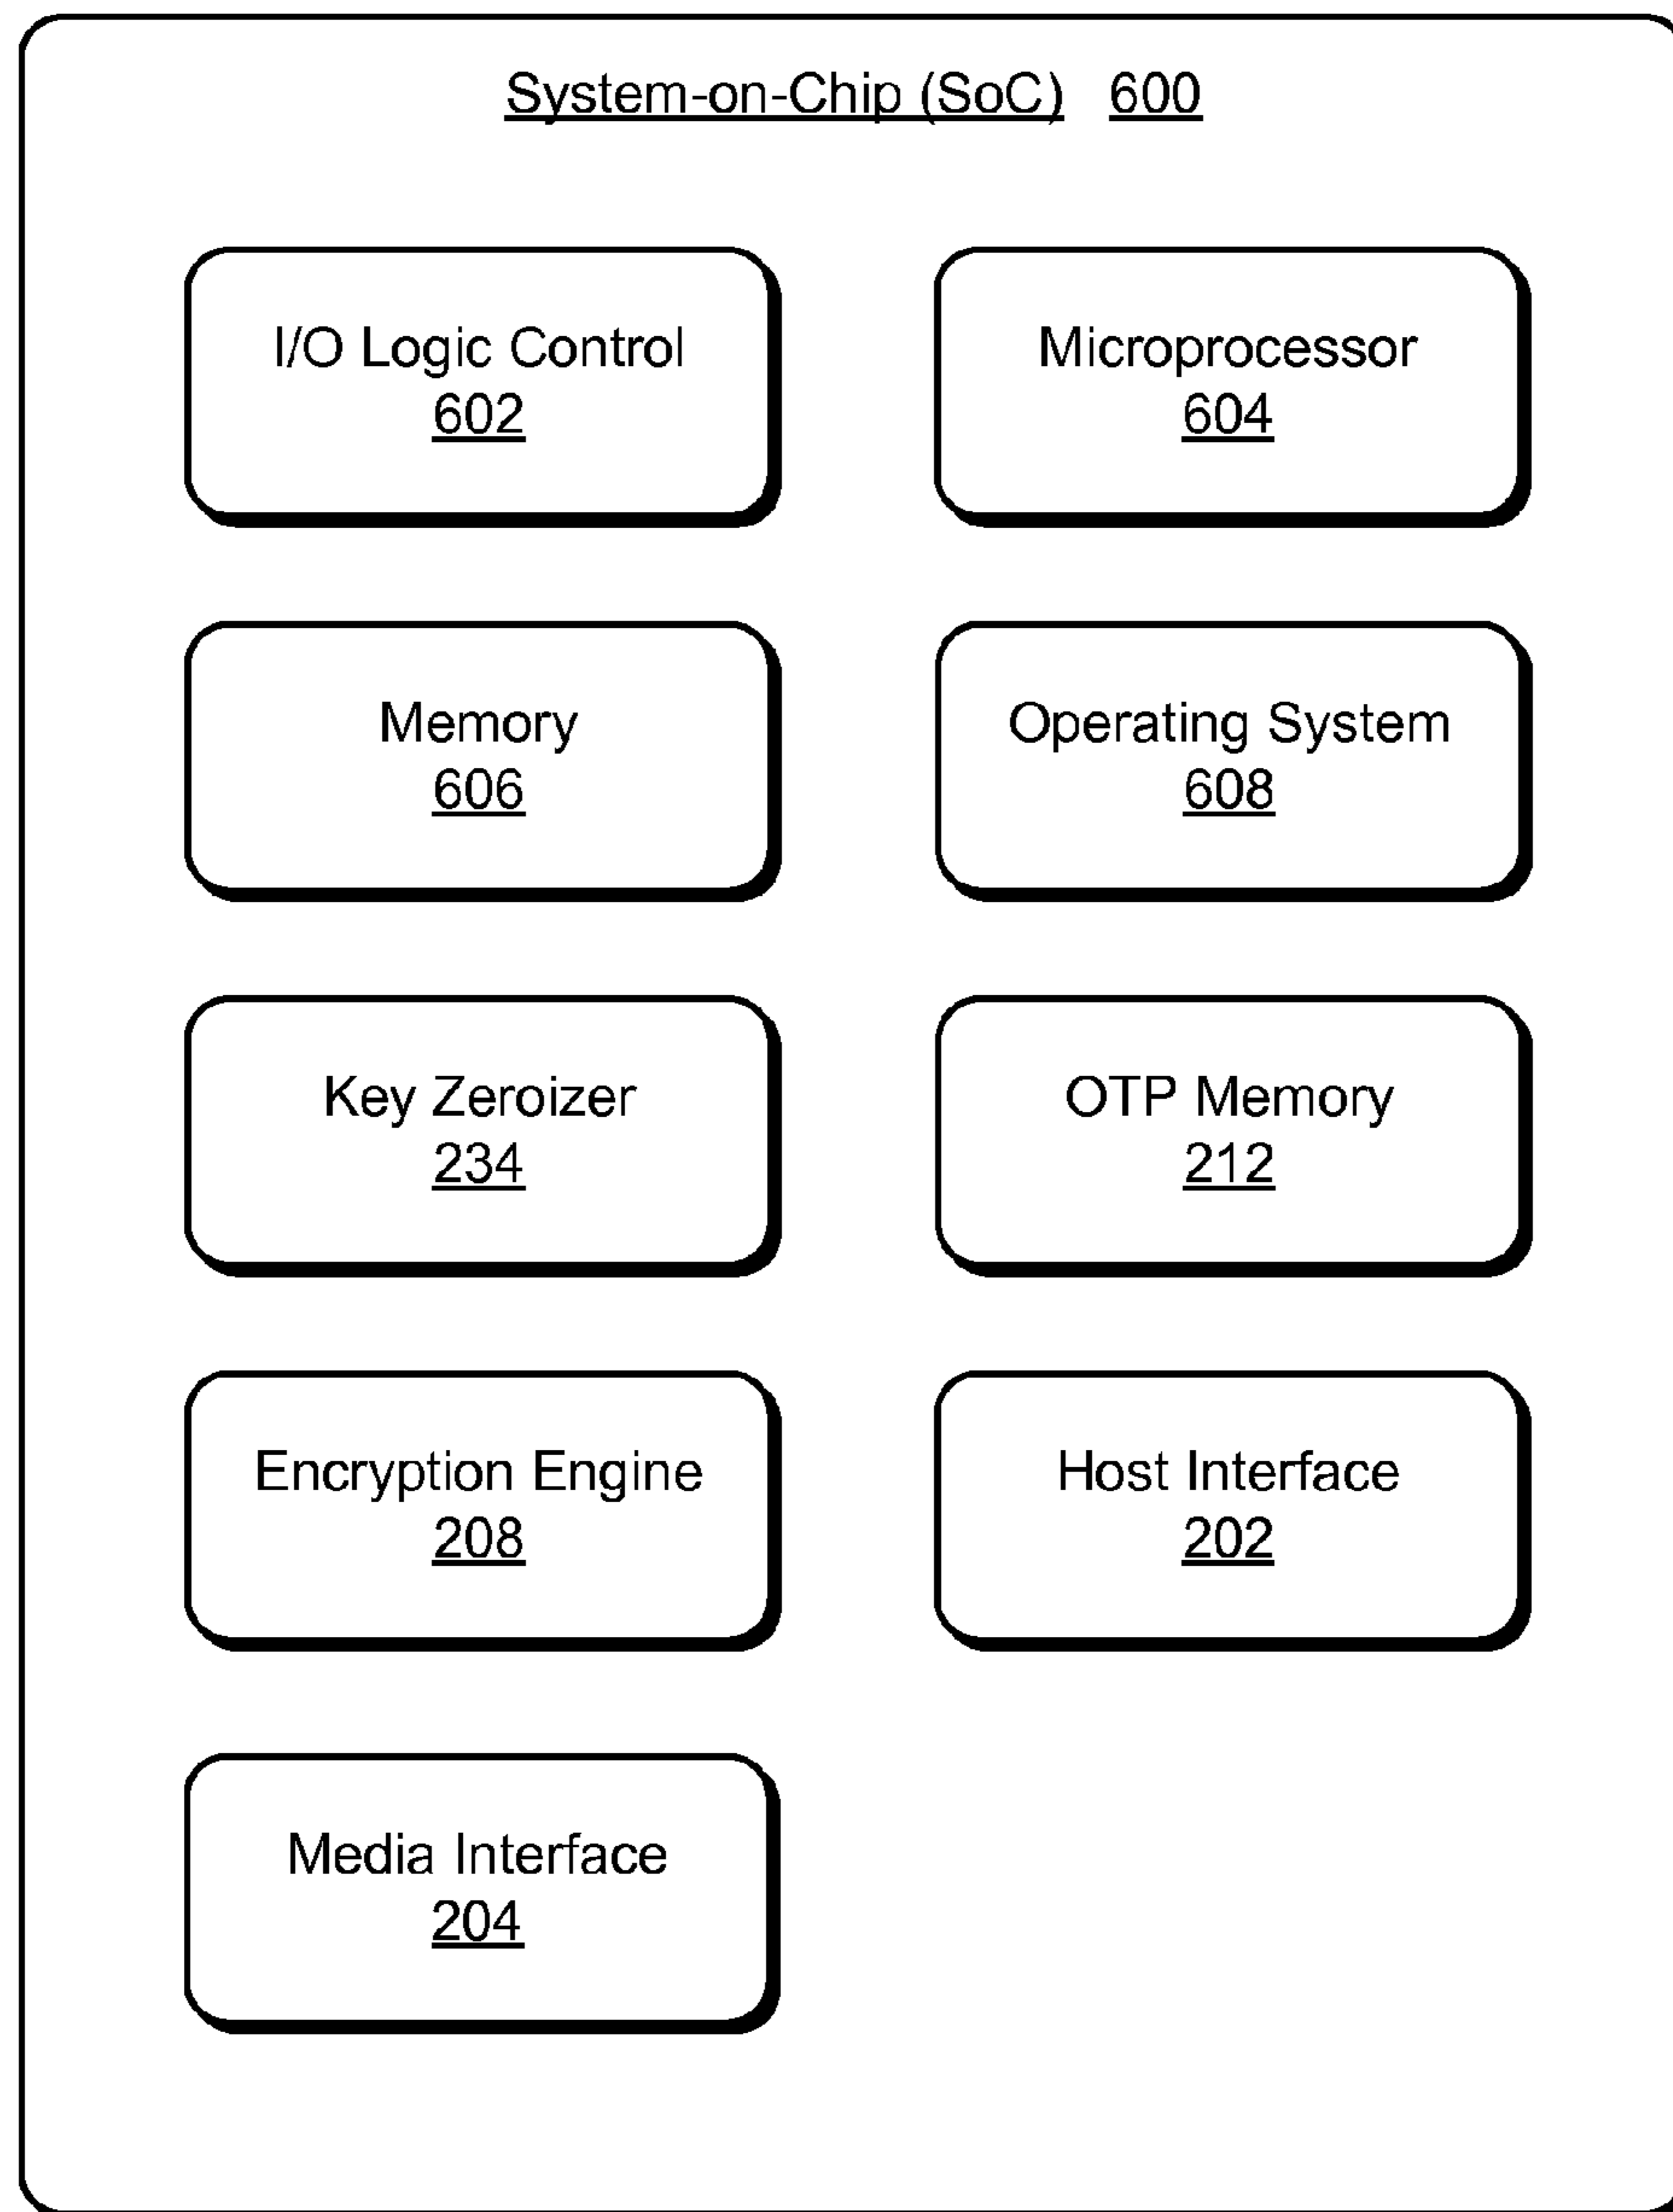 System-on-Chip (SoC) 600
I/O Logic Control
602
Microprocessor
604
Memory
606
Operating System
608
Key Zeroizer
234
OTP Memory
212
Encryption Engine
208
Host Interface
202
Media Interface
204